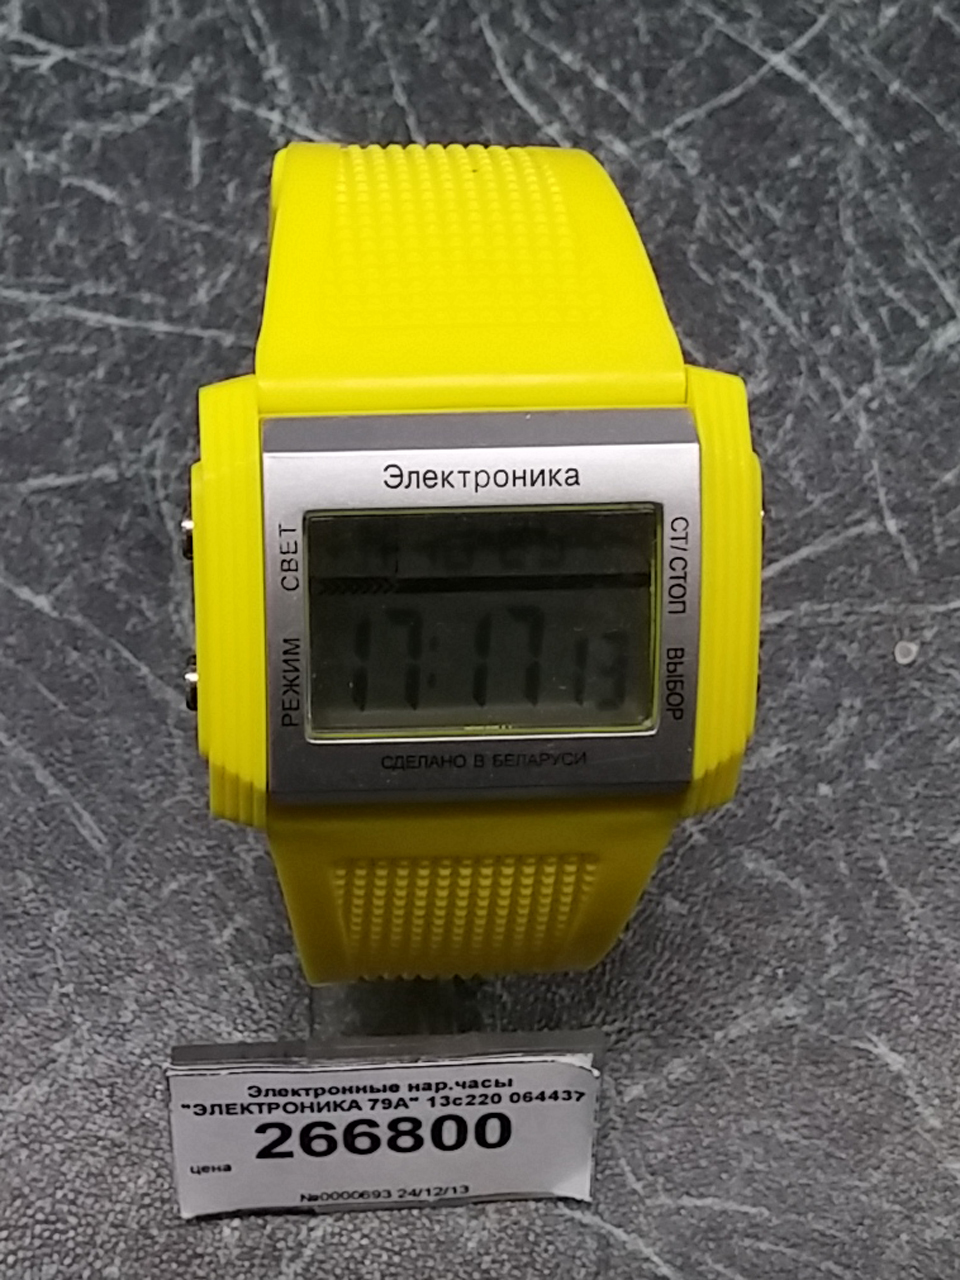 Электроника
СВЕТ
РЕЖИМ
СТ/СТОП
ВЫБОР
17:17 13
СДЕЛАНО В БЕЛАРУСИ
Электронные нар.часы
"ЭЛЕКТРОНИКА 79А" 13с220 064437
266800
цена
№0000693 24/12/13